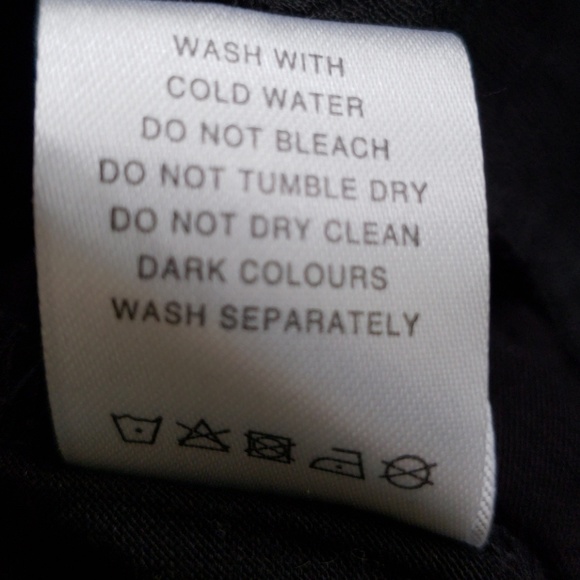 WASH WITH
COLD WATER
DO NOT BLEACH
DO NOT TUMBLE DRY
DO NOT DRY CLEAN
DARK COLOURS
WASH SEPARATELY